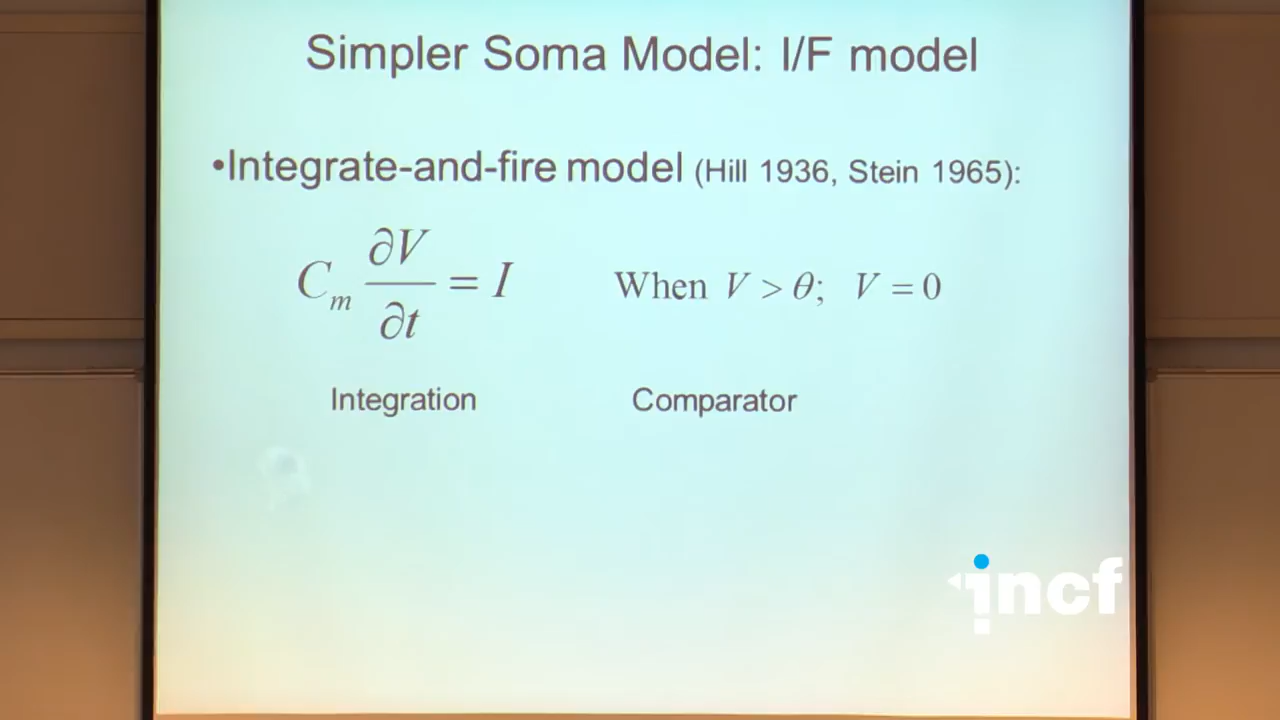 Simpler Soma Model: I/F model
•Integrate-and-fire model (Hill 1936, Stein 1965):
C_m ∂V/∂t = I When V > θ; V = 0
Integration Comparator
incf